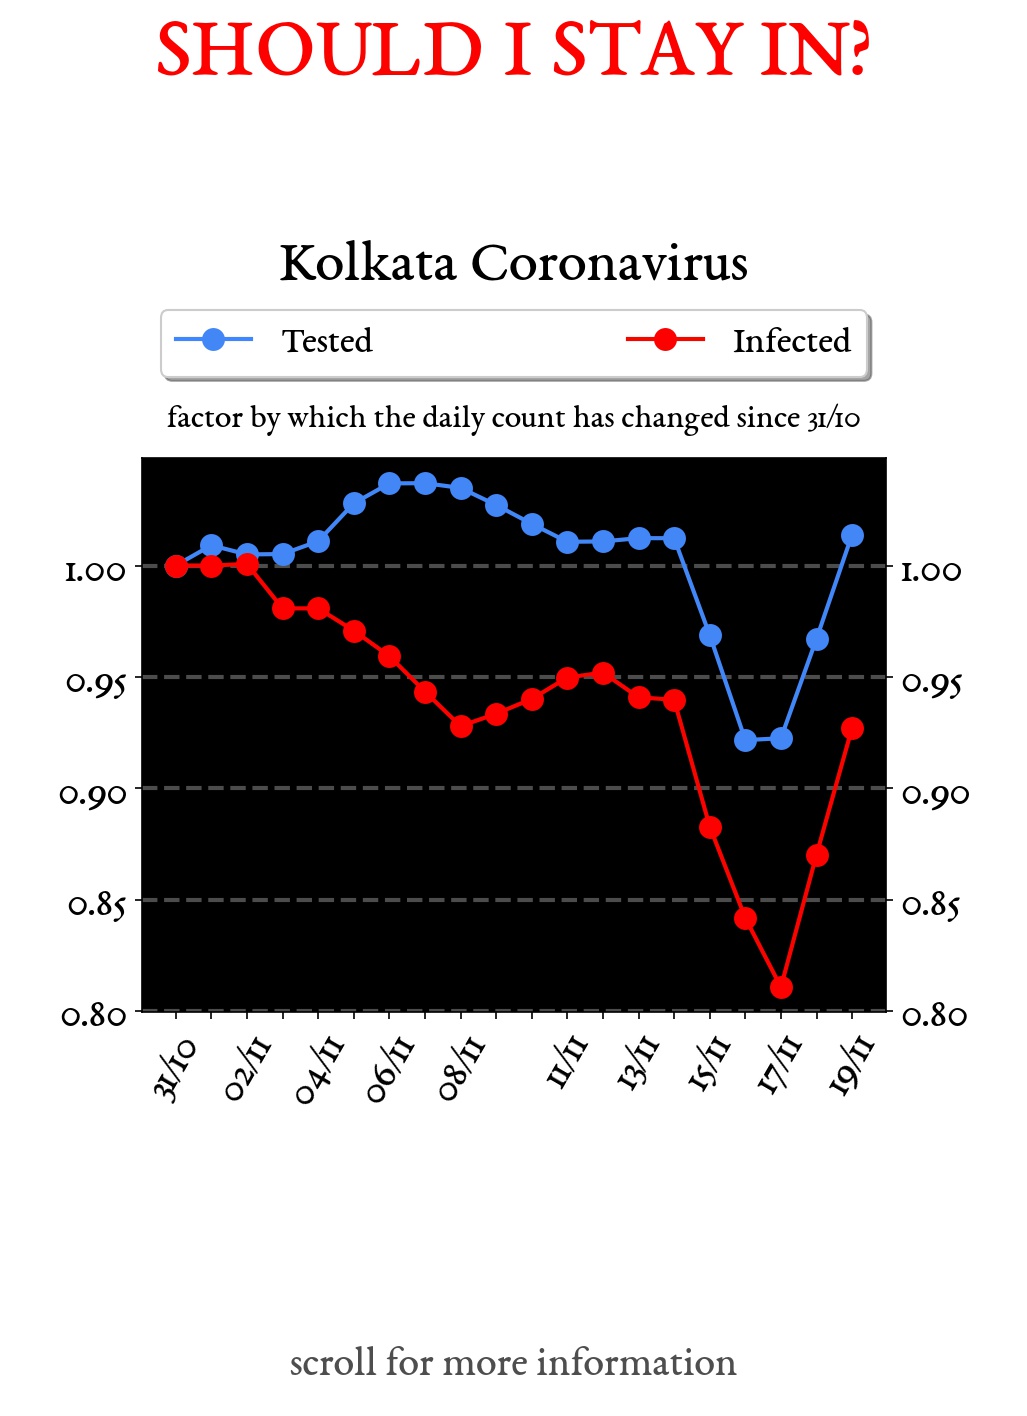 SHOULD I STAY IN?
Kolkata Coronavirus
Tested Infected
factor by which the daily count has changed since 31/10
1.00 1.00
0.95 0.95
0.90 0.90
0.85 0.85
0.80 0.80
31/10 02/11 04/11 06/11 08/11 11/11 13/11 15/11 17/11 19/11
scroll for more information